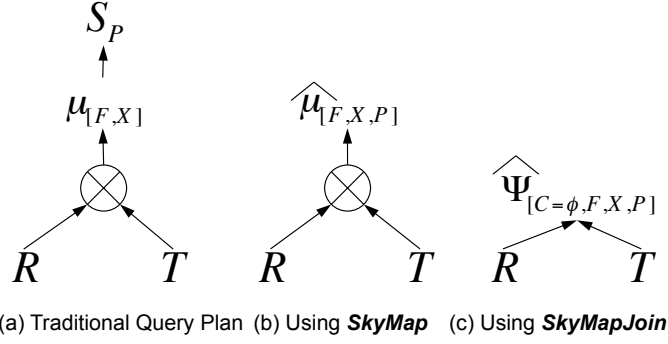 S_P
μ_[F,X]
R T
(a) Traditional Query Plan
μ̂_[F,X,P]
R T
(b) Using SkyMap
Ψ̂_[C=ϕ,F,X,P]
R T
(c) Using SkyMapJoin